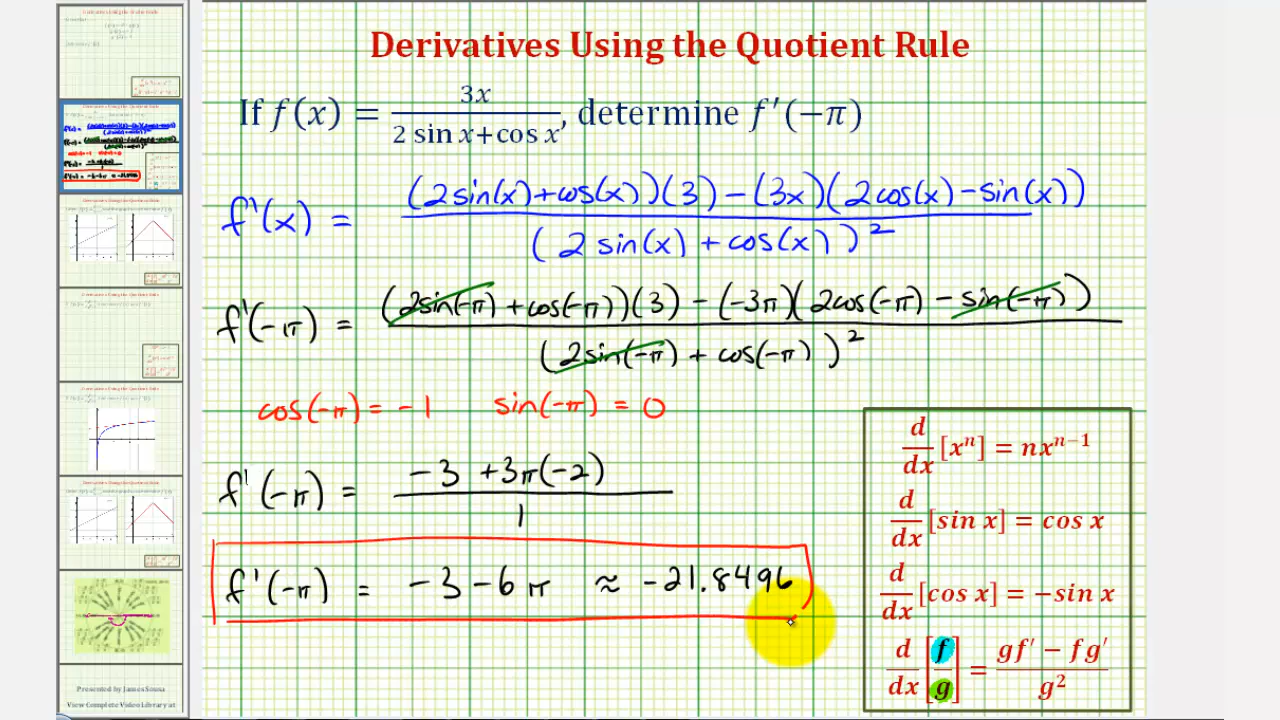 Derivatives Using the Quotient Rule
If f(x) = 3x / 2 sin x+cos x, determine f′(−π)
f'(x) = (2sin(x)+cos(x))(3) − (3x)(2cos(x) − sin(x)) / (2 sin(x) + cos(x))²
f'(−π) = (2sin(−π) + cos(−π))(3) − (−3π)(2cos(−π) − sin(−π)) / (2sin(−π) + cos(−π))²
cos(−π) = −1 sin(−π) = 0
f'(−π) = −3 +3π(−2) / 1
f'(−π) = −3 − 6π ≈ −21.8496
d/dx [xⁿ] = nxⁿ⁻¹
d/dx [sin x] = cos x
d/dx [cos x] = −sin x
d/dx [f/g] = gf′ − fg′ / g²
Presented by James Sousa
View Complete Video Library at